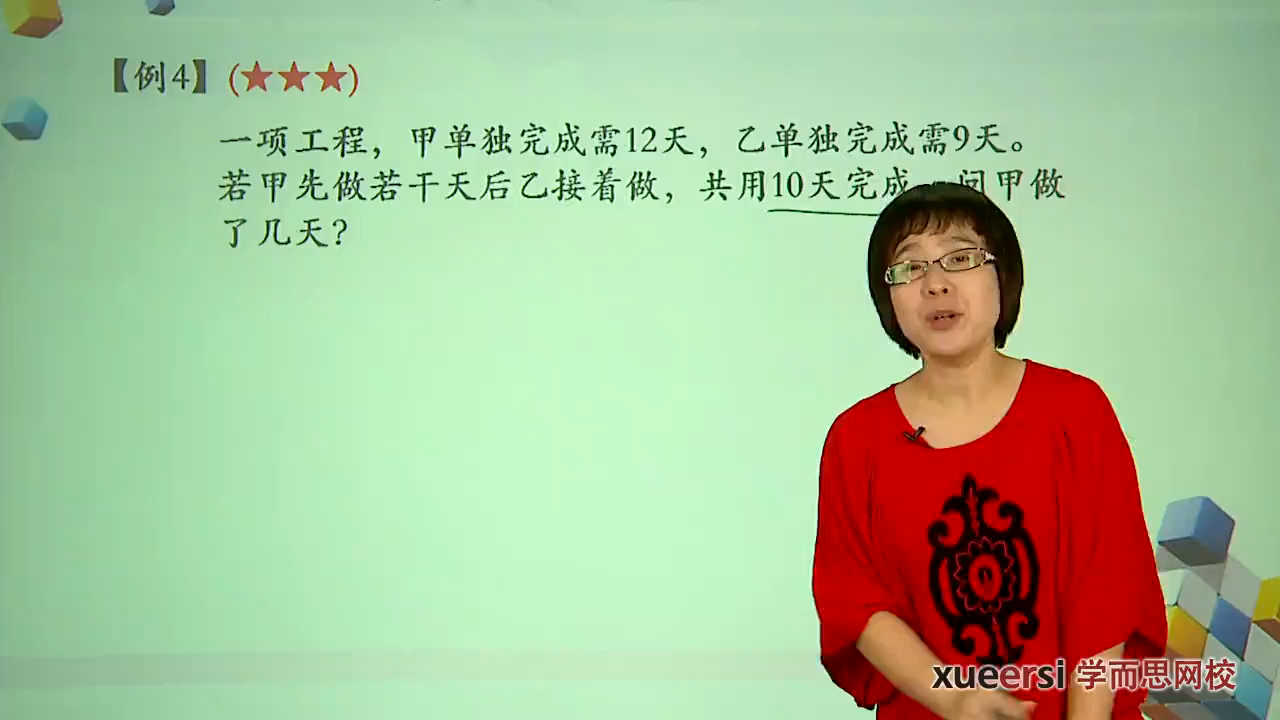 【例4】(★★★)
一项工程，甲单独完成需12天，乙单独完成需9天。
若甲先做若干天后乙接着做，共用10天完成 问甲做
了几天？
xueersi 学而思网校